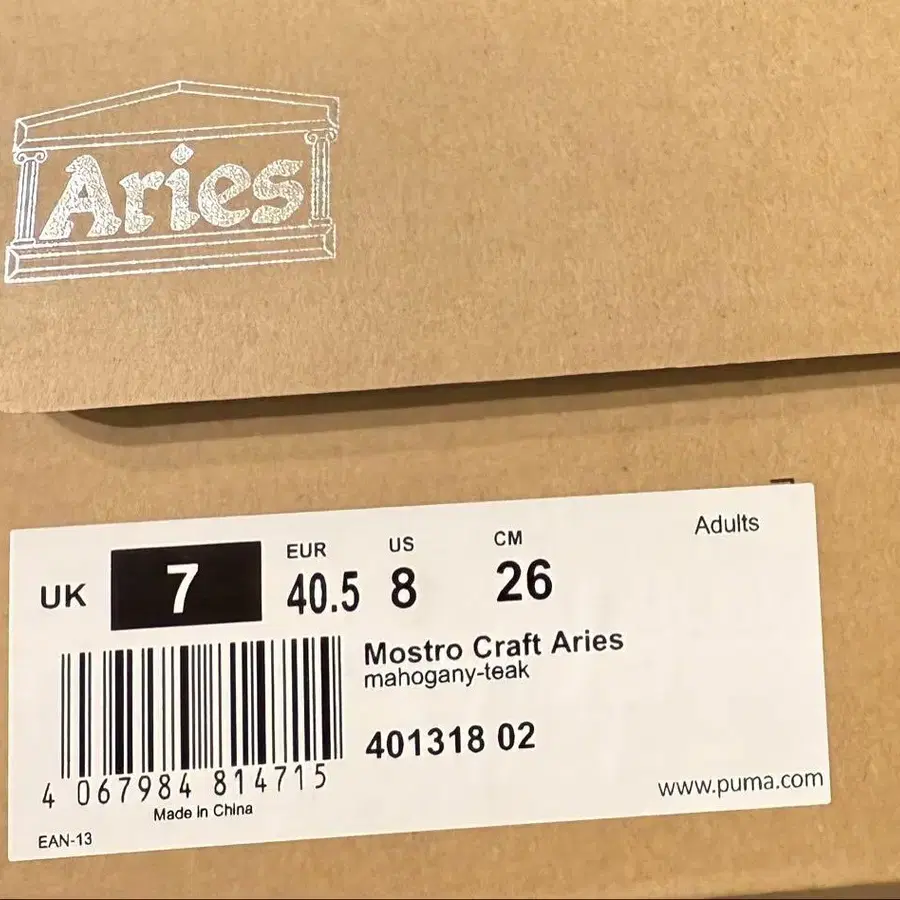 Aries
Adults
UK 7 EUR 40.5 US 8 CM 26
Mostro Craft Aries
mahogany-teak
401318 02
4 067984 814715
Made in China
EAN-13
www.puma.com